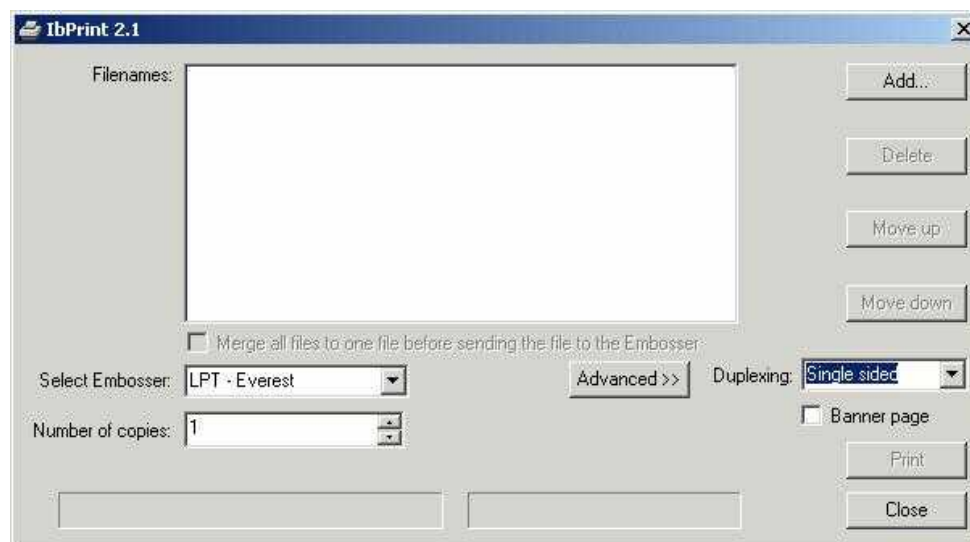 IbPrint 2.1
Filenames:
Add...
Delete
Move up
Move down
Merge all files to one file before sending the file to the Embosser
Select Embosser: LPT - Everest Advanced >> Duplexing: Single sided
Banner page
Number of copies: 1
Print
Close